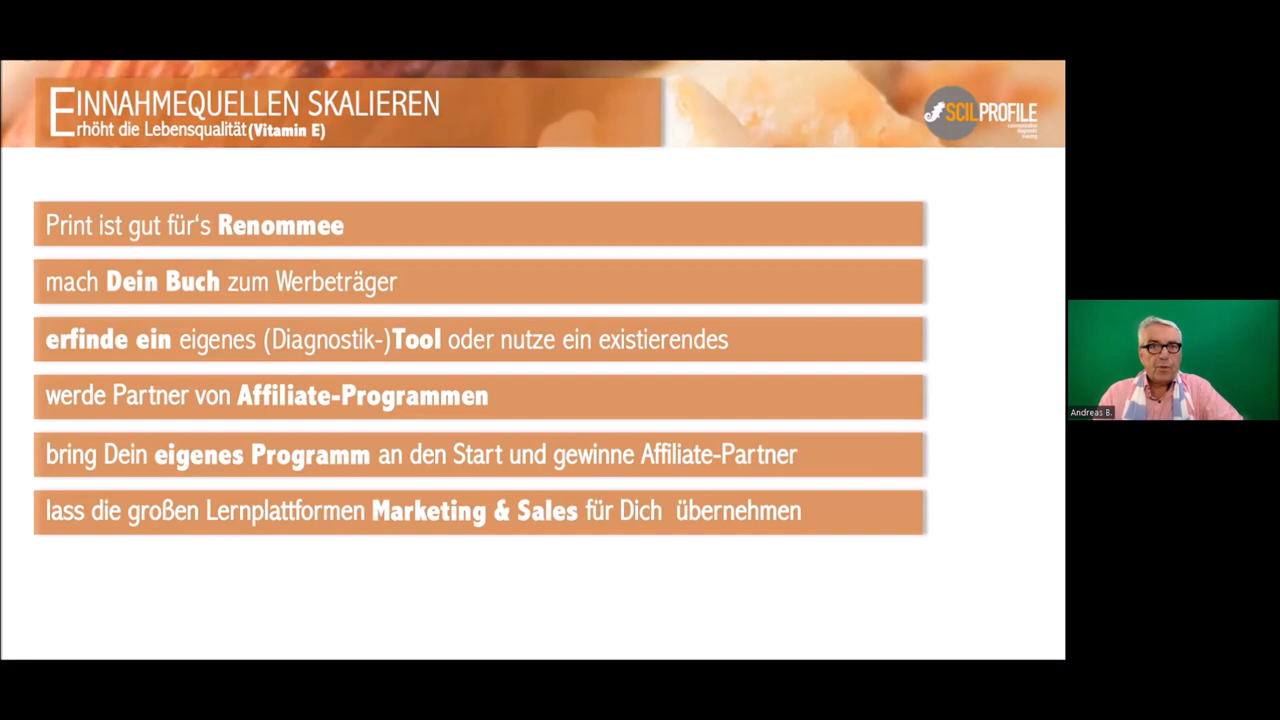 EINNAHMEQUELLEN SKALIEREN
Erhöht die Lebensqualität (Vitamin E)
SCILPROFILE
Print ist gut für‘s Renommee
mach Dein Buch zum Werbeträger
erfinde ein eigenes (Diagnostik-)Tool oder nutze ein existierendes
werde Partner von Affiliate-Programmen
bring Dein eigenes Programm an den Start und gewinne Affiliate-Partner
lass die großen Lernplattformen Marketing & Sales für Dich übernehmen
Andreas B.